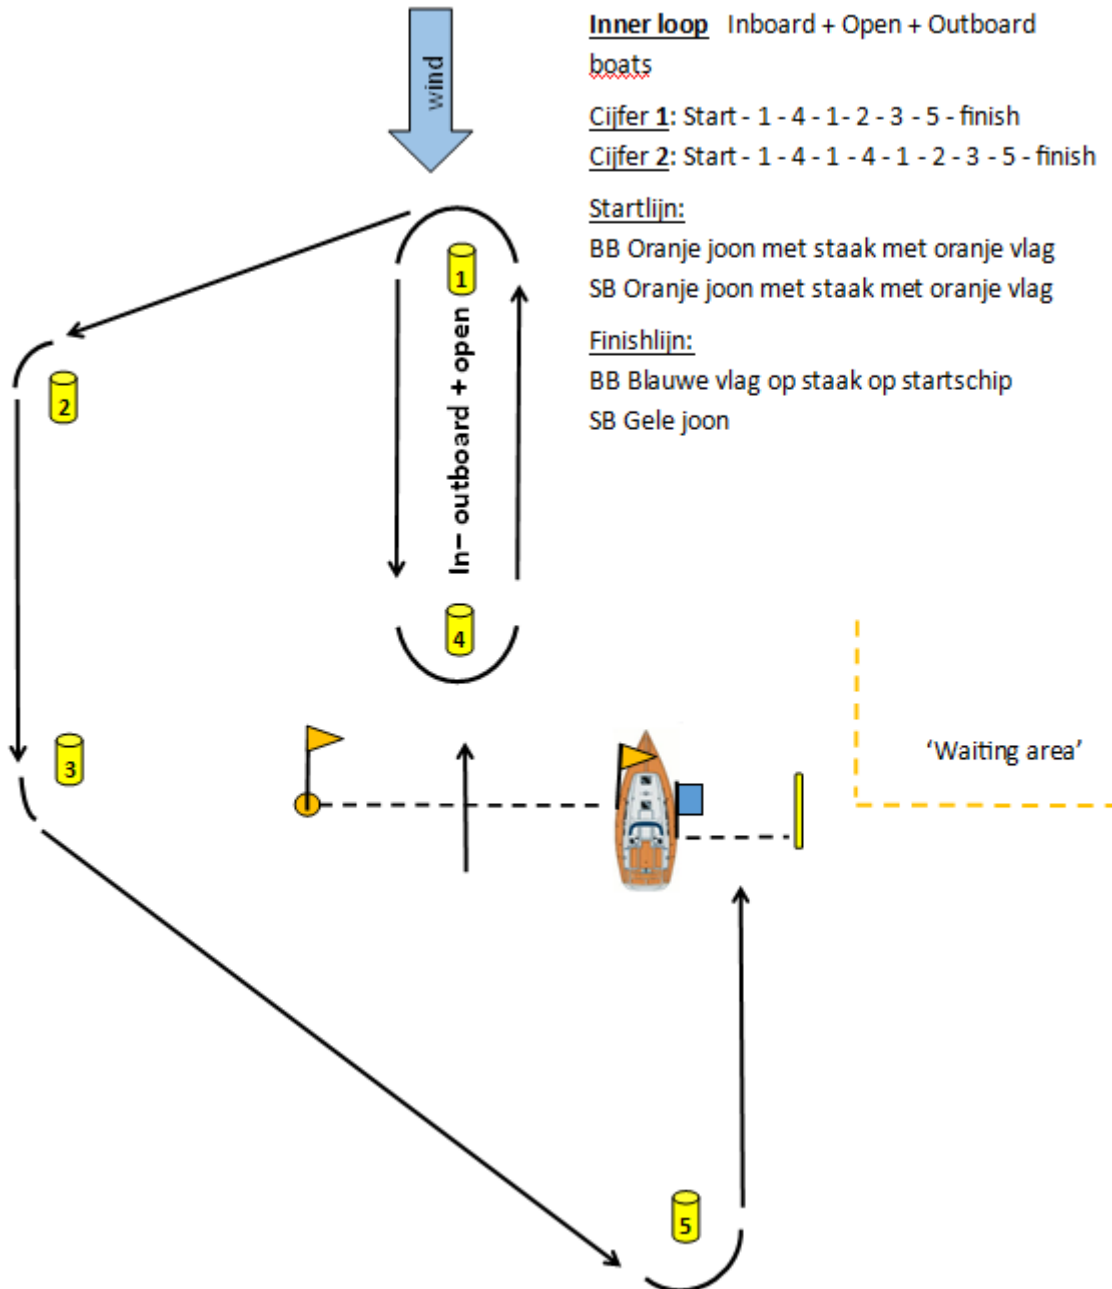 Inner loop   Inboard + Open + Outboard
boats
Cijfer 1: Start - 1 - 4 - 1- 2 - 3 - 5 - finish
Cijfer 2: Start - 1 - 4 - 1 - 4 - 1 - 2 - 3 - 5 - finish
Startlijn:
BB Oranje joon met staak met oranje vlag
SB Oranje joon met staak met oranje vlag
Finishlijn:
BB Blauwe vlag op staak op startschip
SB Gele joon
wind
1
In– outboard + open
2
4
3
'Waiting area'
5